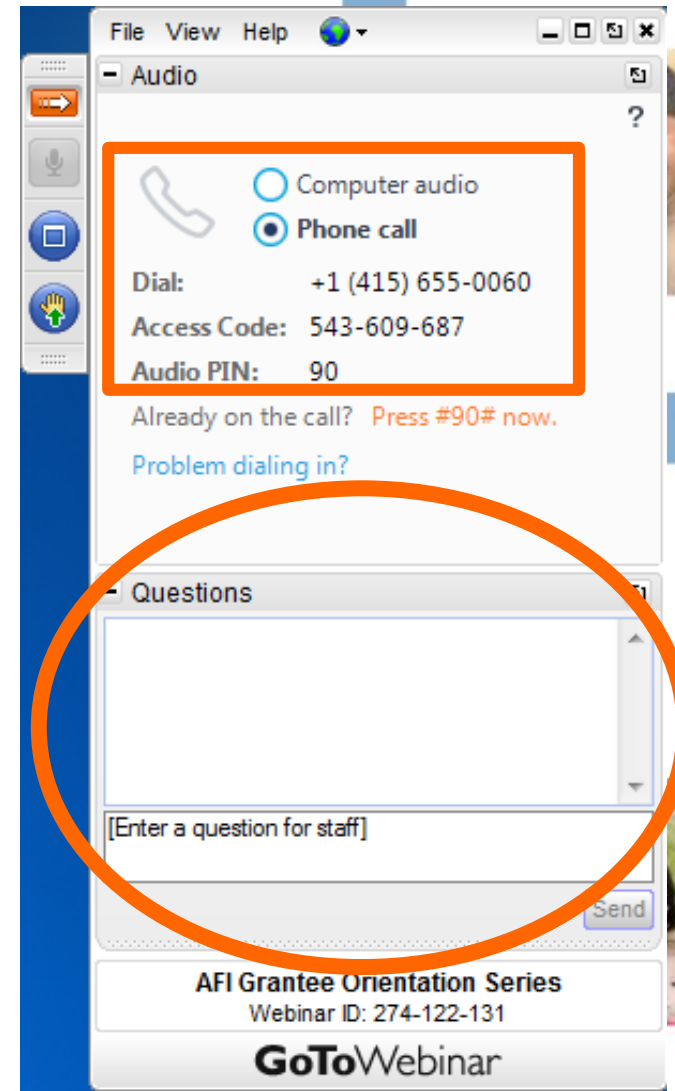 File View Help
Audio
?
Computer audio
Phone call
Dial: +1 (415) 655-0060
Access Code: 543-609-687
Audio PIN: 90
Already on the call? Press #90# now.
Problem dialing in?
Questions
[Enter a question for staff]
Send
AFI Grantee Orientation Series
Webinar ID: 274-122-131
GoToWebinar